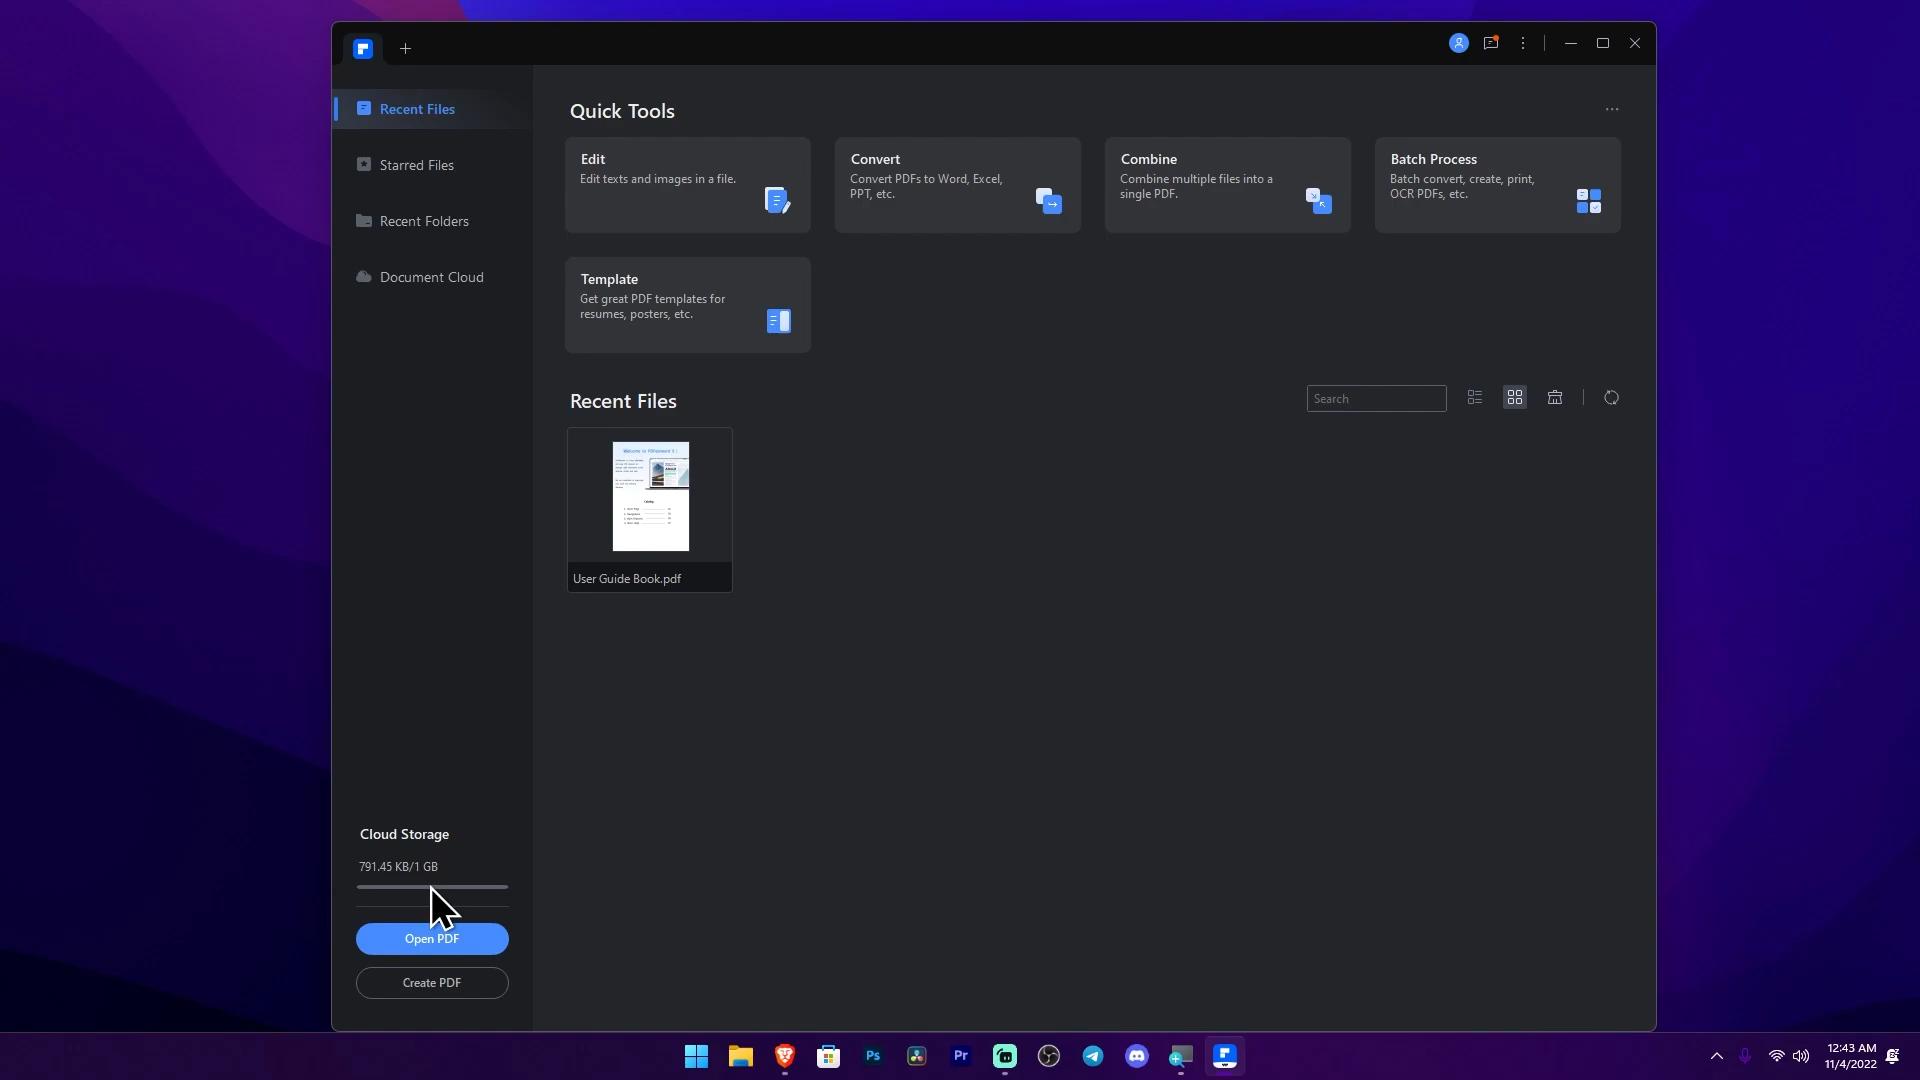 Recent Files
Starred Files
Recent Folders
Document Cloud
Quick Tools
Edit
Edit texts and images in a file.
Convert
Convert PDFs to Word, Excel,
PPT, etc.
Combine
Combine multiple files into a
single PDF.
Batch Process
Batch convert, create, print,
OCR PDFs, etc.
Template
Get great PDF templates for
resumes, posters, etc.
Recent Files
Search
User Guide Book.pdf
Cloud Storage
791.45 KB/1 GB
Open PDF
Create PDF
Ps
Pr
12:43 AM
11/4/2022